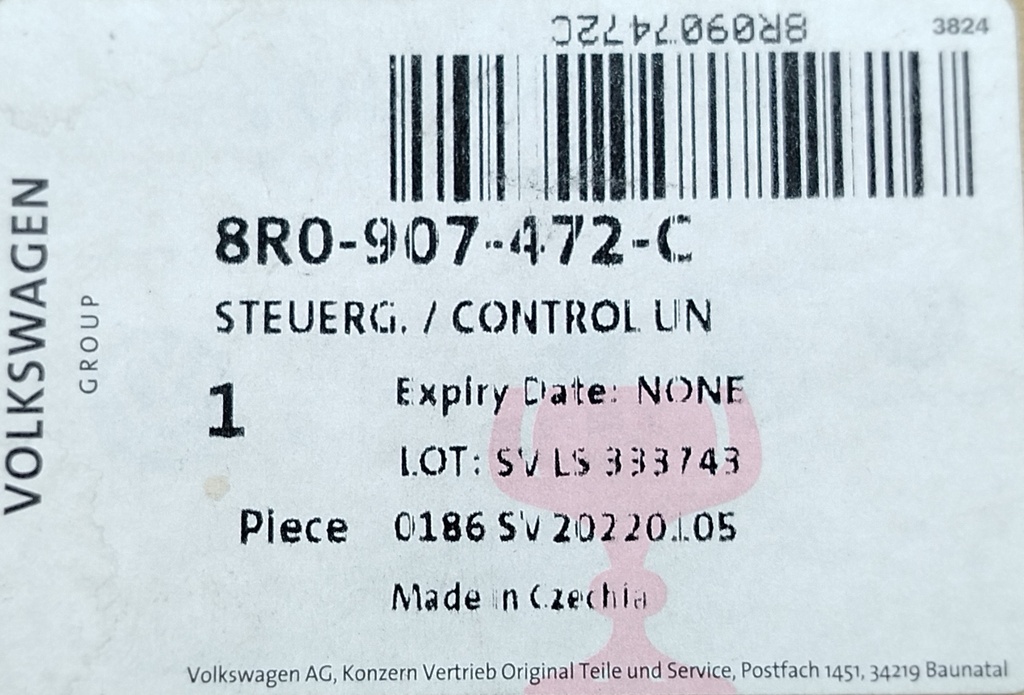 8R0907472C
3824
8R0-907-472-C
STEUERG. / CONTROL UN
1
Expiry Date: NONE
LOT: SV LS 333743
Piece
0186 SV 20220105
Made in Czechia
VOLKSWAGEN
GROUP
Volkswagen AG, Konzern Vertrieb Original Teile und Service, Postfach 1451, 34219 Baunatal